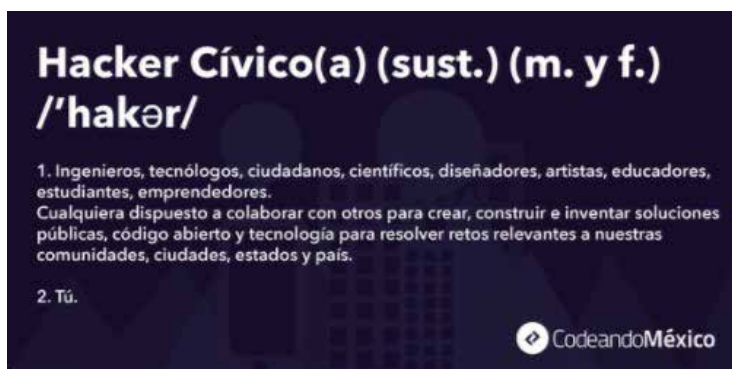 Hacker Cívico(a) (sust.) (m. y f.)
/'hakər/
1. Ingenieros, tecnólogos, ciudadanos, científicos, diseñadores, artistas, educadores,
estudiantes, emprendedores.
Cualquiera dispuesto a colaborar con otros para crear, construir e inventar soluciones
públicas, código abierto y tecnología para resolver retos relevantes a nuestras
comunidades, ciudades, estados y país.
2. Tú.
CodeandoMéxico